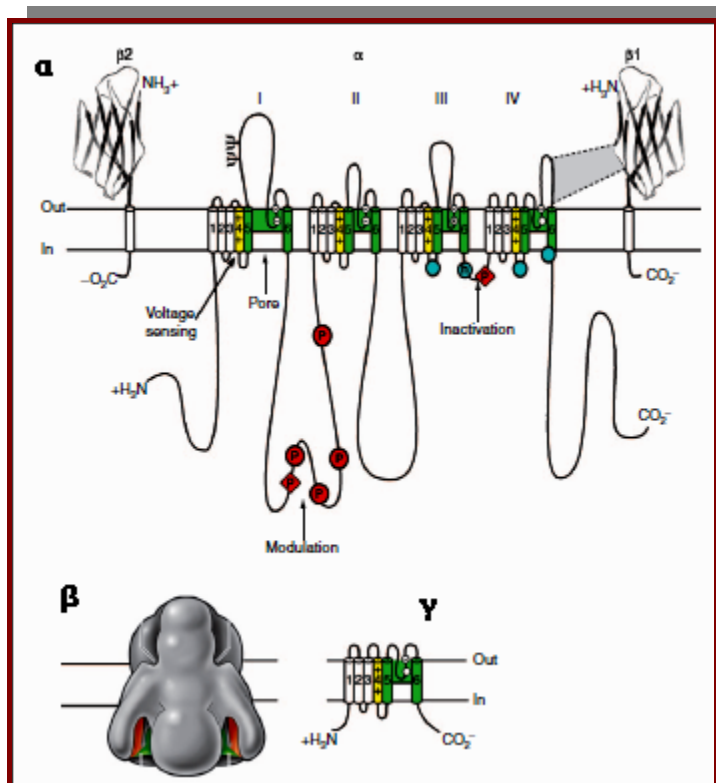 β2
α
β1
α
NH3+
+H3N
I
II
III
IV
Out
In
1 2 3 4 5 6
1 2 3 4 5 6
1 2 3 4 5 6
1 2 3 4 5 6
+ +
+ +
+ +
+ +
–O2C
CO2–
Voltage
sensing
Pore
P
Inactivation
P
+H3N
CO2–
P
P
P
P
Modulation
β
γ
Out
1 2 3 4 5 6
+ +
In
+H3N
CO2–